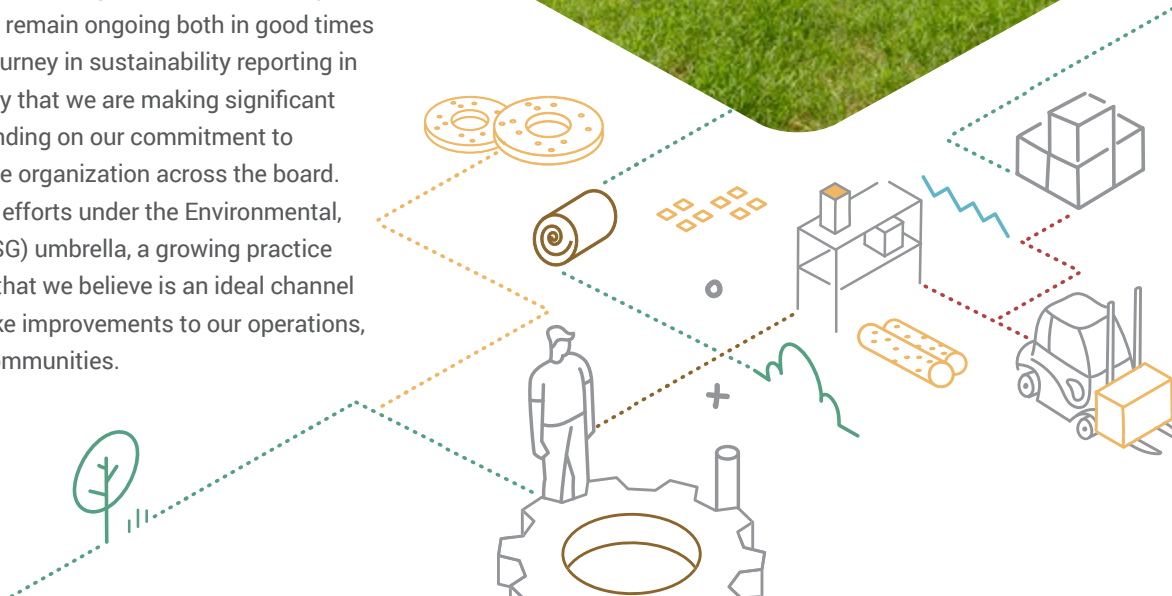 remain ongoing both in good times
urney in sustainability reporting in
y that we are making significant
nding on our commitment to
e organization across the board.
efforts under the Environmental,
SG) umbrella, a growing practice
that we believe is an ideal channel
ke improvements to our operations,
ommunities.